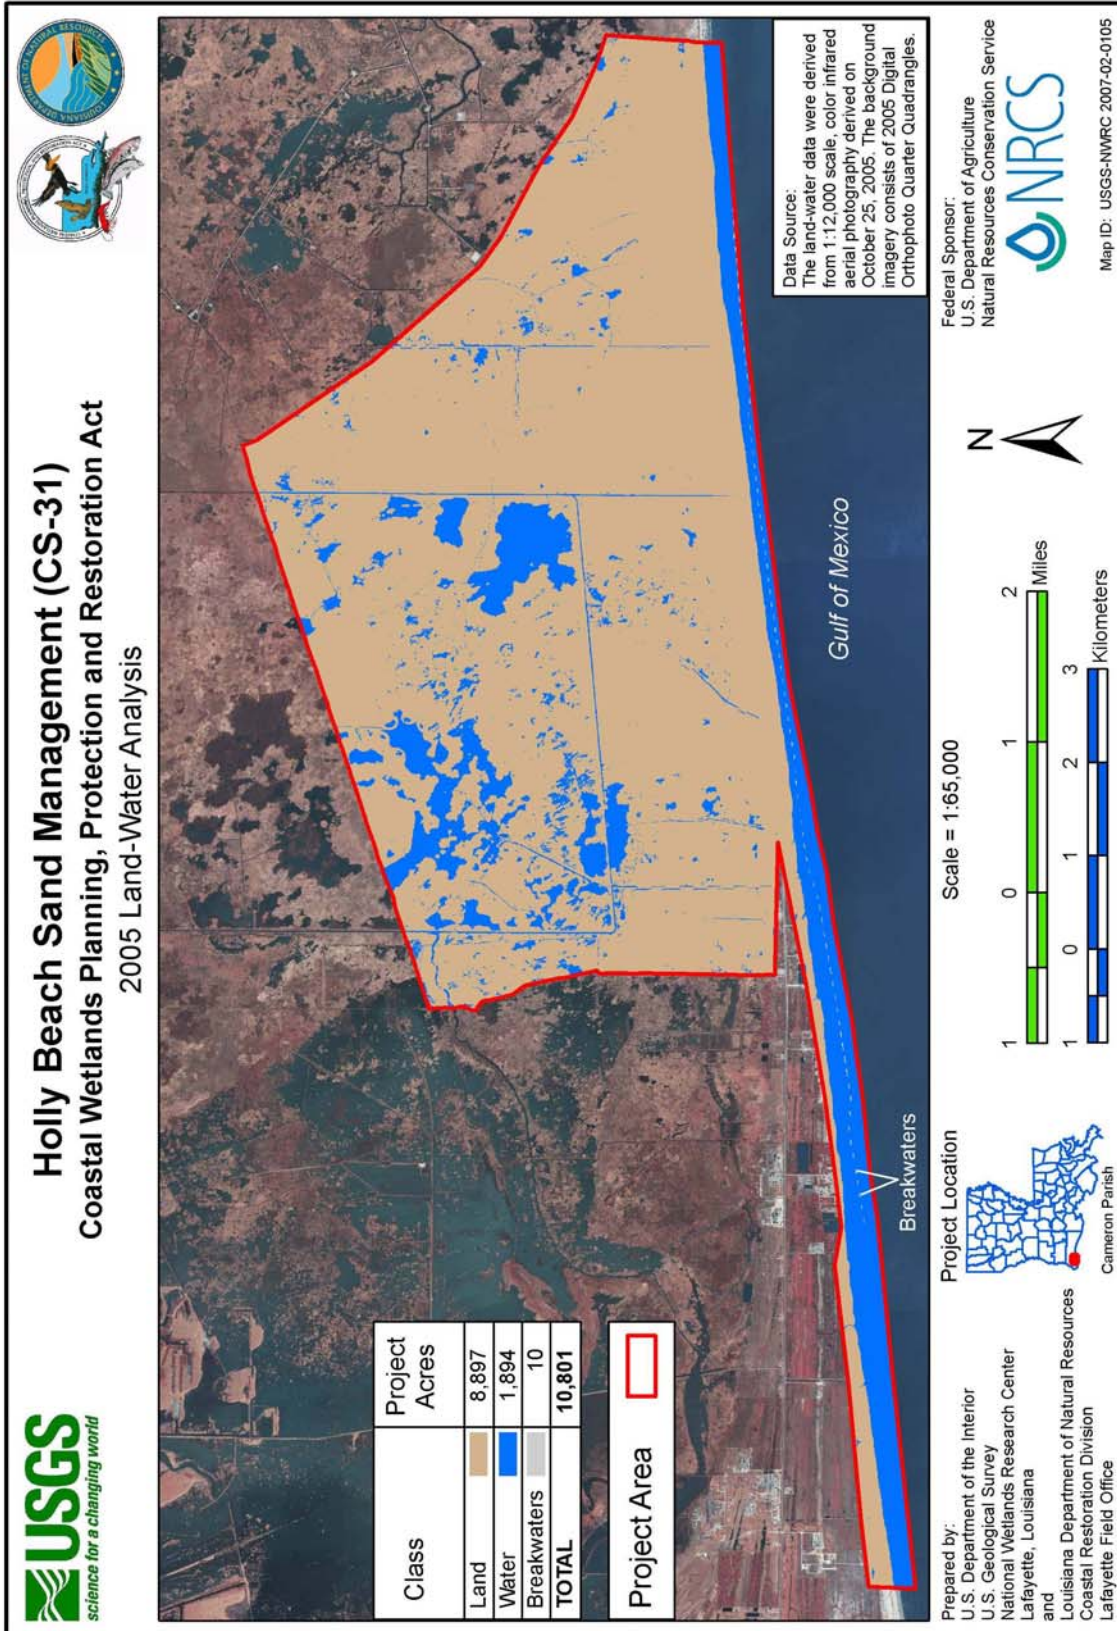 USGS
science for a changing world
Holly Beach Sand Management (CS-31)
Coastal Wetlands Planning, Protection and Restoration Act
2005 Land-Water Analysis
LOUISIANA DEPARTMENT OF NATURAL RESOURCES
Class Project Acres
Land 8,897
Water 1,894
Breakwaters 10
TOTAL 10,801
Project Area
Breakwaters
Gulf of Mexico
Data Source:
The land-water data were derived
from 1:12,000 scale, color infrared
aerial photography derived on
October 25, 2005. The background
imagery consists of 2005 Digital
Orthophoto Quarter Quadrangles.
Prepared by:
U.S. Department of the Interior
U.S. Geological Survey
National Wetlands Research Center
Lafayette, Louisiana
and
Louisiana Department of Natural Resources
Coastal Restoration Division
Lafayette Field Office
Project Location
Cameron Parish
Scale = 1:65,000
1 0 1 2
Miles
1 0 1 2 3
Kilometers
N
Federal Sponsor:
U.S. Department of Agriculture
Natural Resources Conservation Service
NRCS
Map ID: USGS-NWRC 2007-02-0105